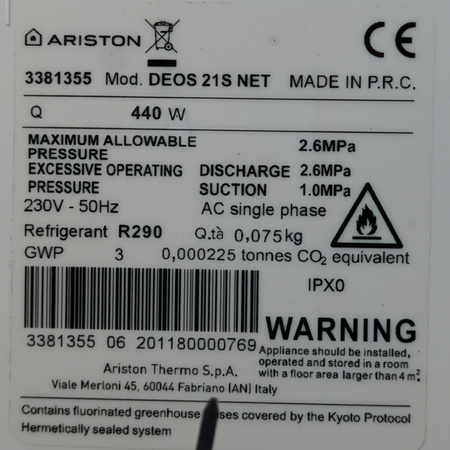 ARISTON CE
3381355 Mod. DEOS 21S NET MADE IN P.R.C.
Q 440 W
MAXIMUM ALLOWABLE PRESSURE 2.6MPa
EXCESSIVE OPERATING PRESSURE DISCHARGE 2.6MPa
SUCTION 1.0MPa
230V - 50Hz AC single phase
Refrigerant R290 Q.tà 0,075kg
GWP 3 0,000225 tonnes CO2 equivalent
IPX0
3381355 06 201180000769
WARNING
Appliance should be installed,
operated and stored in a room
with a floor area larger than 4 m².
Ariston Thermo S.p.A.
Viale Merloni 45, 60044 Fabriano (AN) Italy
Contains fluorinated greenhouse covered by the Kyoto Protocol
Hermetically sealed system